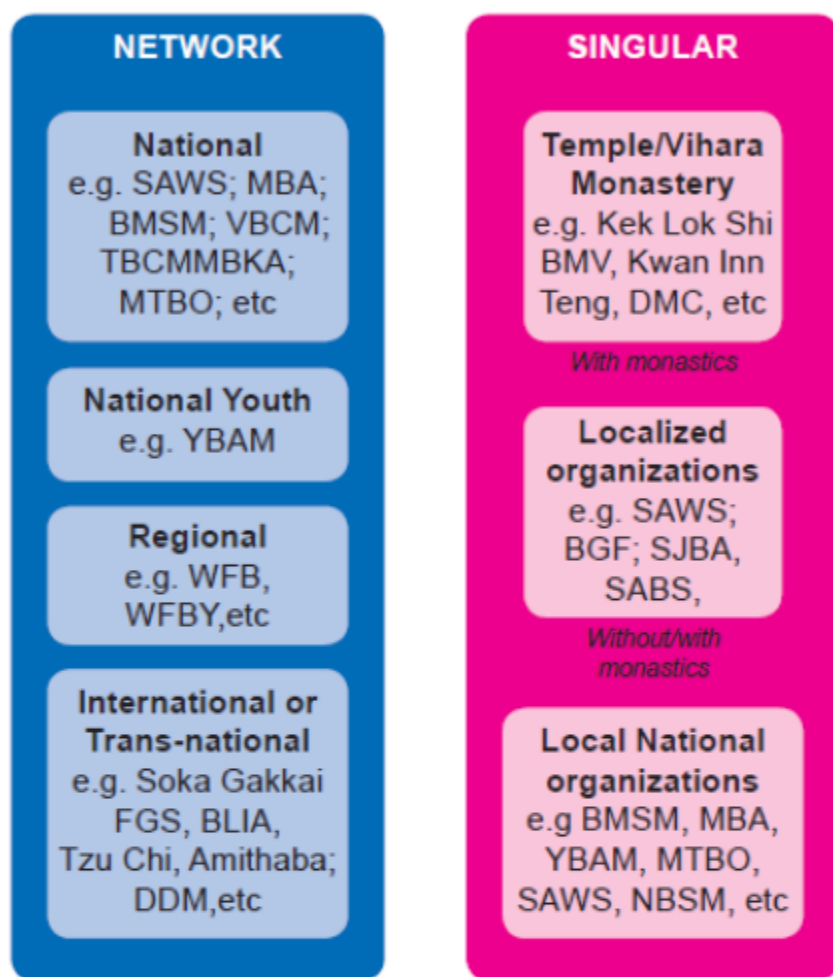 NETWORK
National
e.g. SAWS; MBA;
BMSM; VBCM;
TBCMMBKA;
MTBO; etc
National Youth
e.g. YBAM
Regional
e.g. WFB,
WFBY,etc
International or
Trans-national
e.g. Soka Gakkai
FGS, BLIA,
Tzu Chi, Amithaba;
DDM,etc
SINGULAR
Temple/Vihara
Monastery
e.g. Kek Lok Shi
BMV, Kwan Inn
Teng, DMC, etc
With monastics
Localized
organizations
e.g. SAWS;
BGF; SJBA,
SABS,
Without/with
monastics
Local National
organizations
e.g BMSM, MBA,
YBAM, MTBO,
SAWS, NBSM, etc